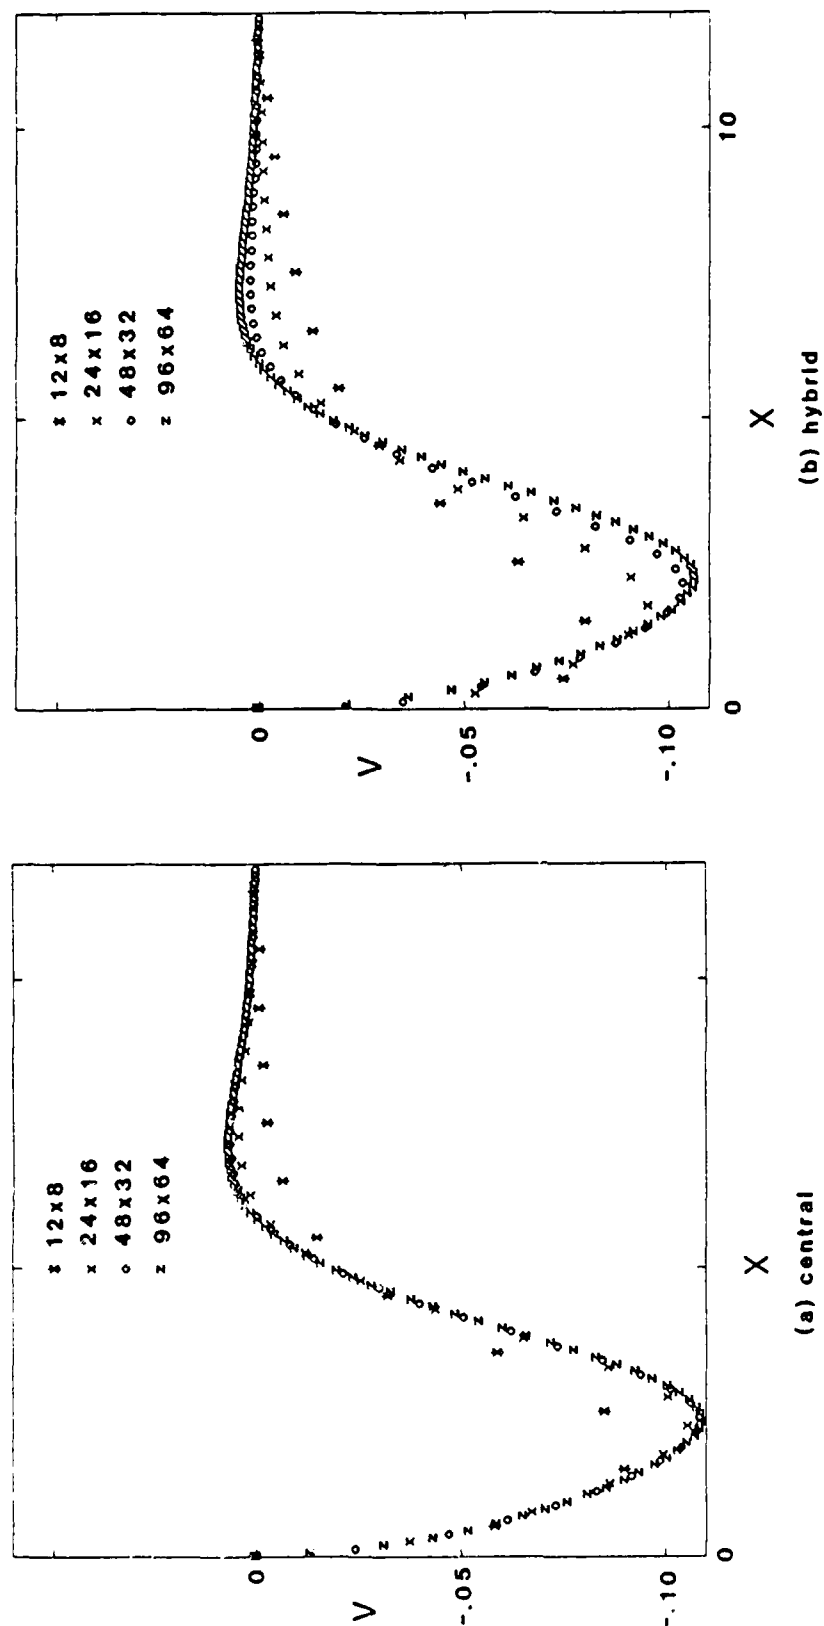 * 12x8
x 24x16
o 48x32
z 96x64
0
V
-.05
-.10
0
X
(a) central
* 12x8
x 24x16
o 48x32
z 96x64
0
V
-.05
-.10
0
10
X
(b) hybrid